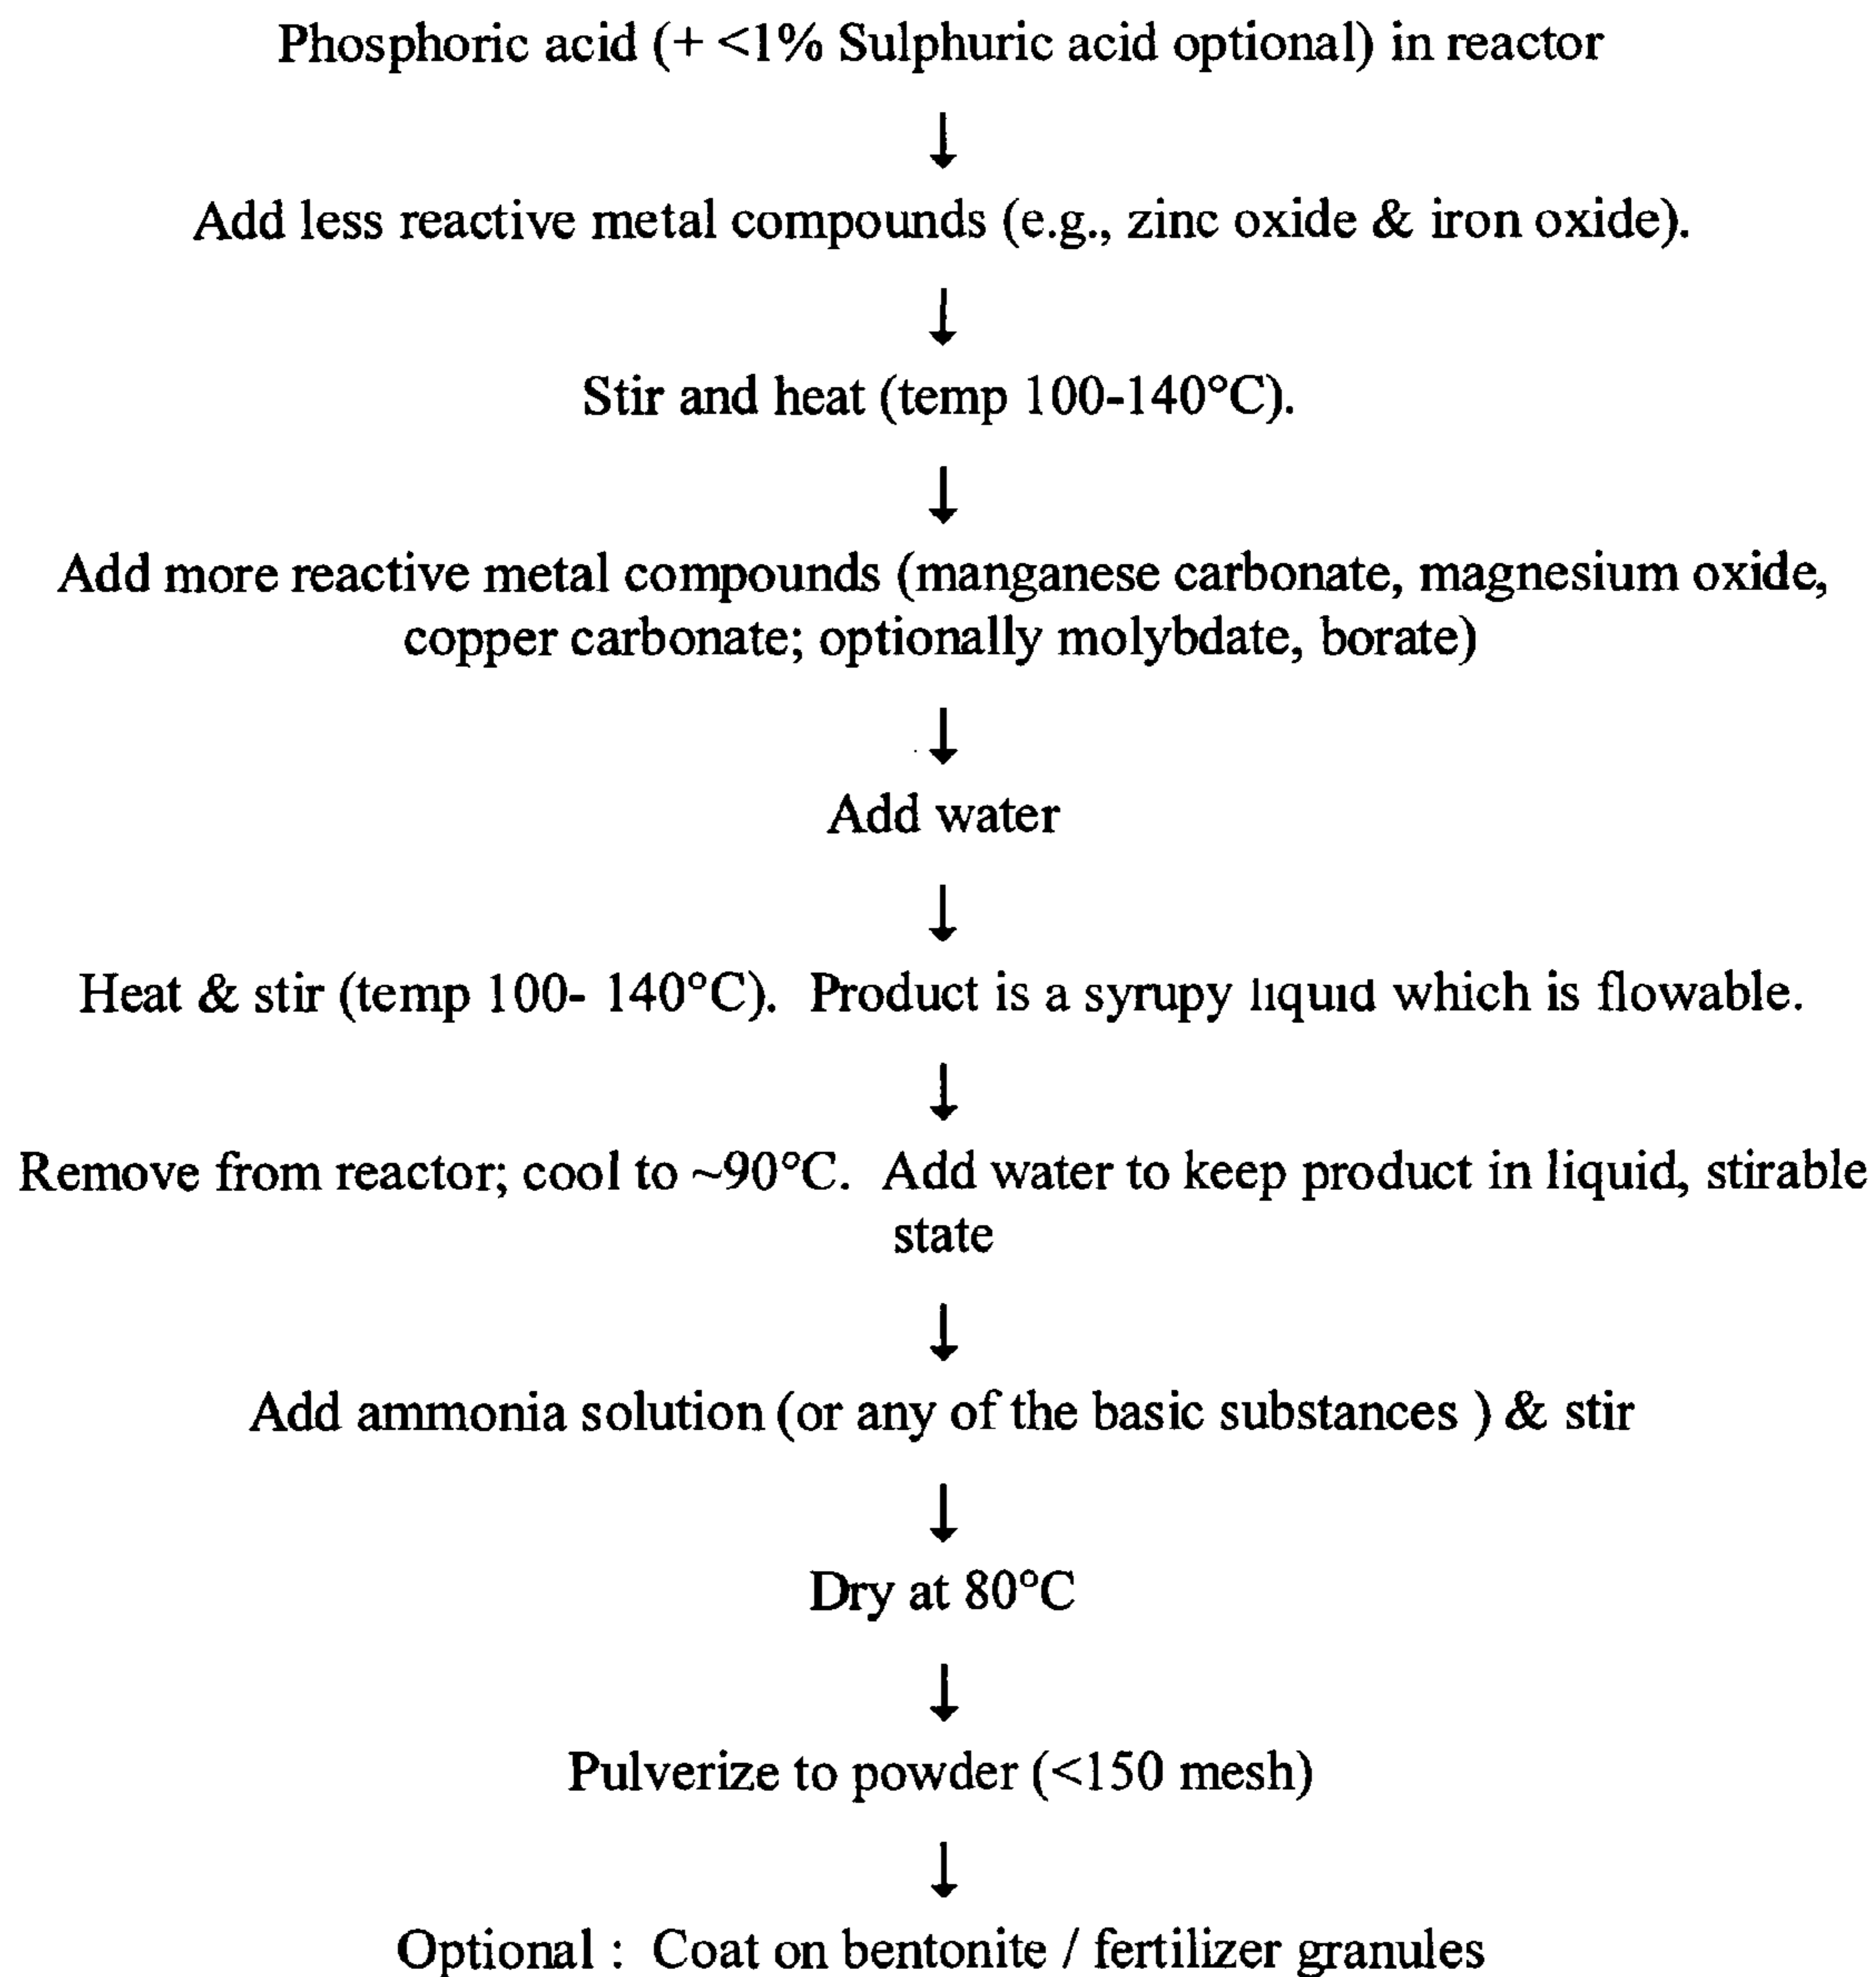 Phosphoric acid (+ <1% Sulphuric acid optional) in reactor
Add less reactive metal compounds (e.g., zinc oxide & iron oxide).
Stir and heat (temp 100-140°C).
Add more reactive metal compounds (manganese carbonate, magnesium oxide,
copper carbonate; optionally molybdate, borate)
Add water
Heat & stir (temp 100- 140°C). Product is a syrupy liquid which is flowable.
Remove from reactor; cool to ~90°C. Add water to keep product in liquid, stirable
state
Add ammonia solution (or any of the basic substances ) & stir
Dry at 80°C
Pulverize to powder (<150 mesh)
Optional : Coat on bentonite / fertilizer granules